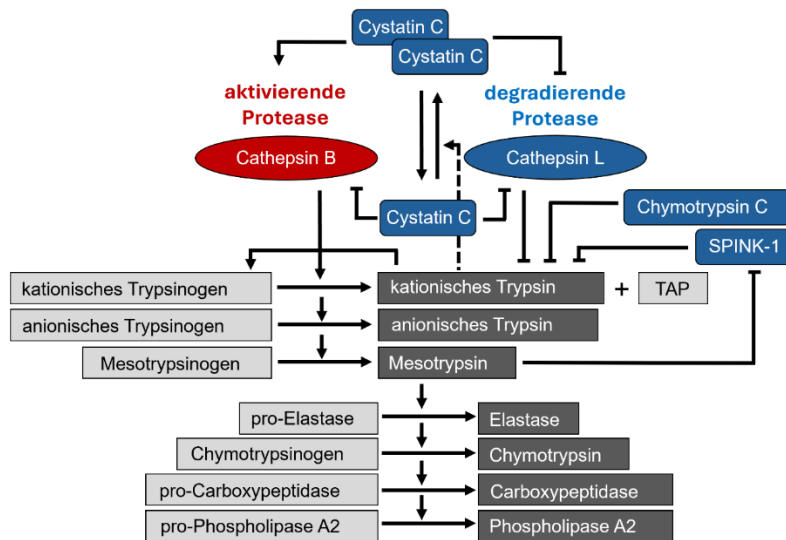 Cystatin C
Cystatin C
aktivierende
Protease
degradierende
Protease
Cathepsin B
Cathepsin L
Cystatin C
Chymotrypsin C
SPINK-1
kationisches Trypsinogen
kationisches Trypsin
+
TAP
anionisches Trypsinogen
anionisches Trypsin
Mesotrypsinogen
Mesotrypsin
pro-Elastase
Elastase
Chymotrypsinogen
Chymotrypsin
pro-Carboxypeptidase
Carboxypeptidase
pro-Phospholipase A2
Phospholipase A2